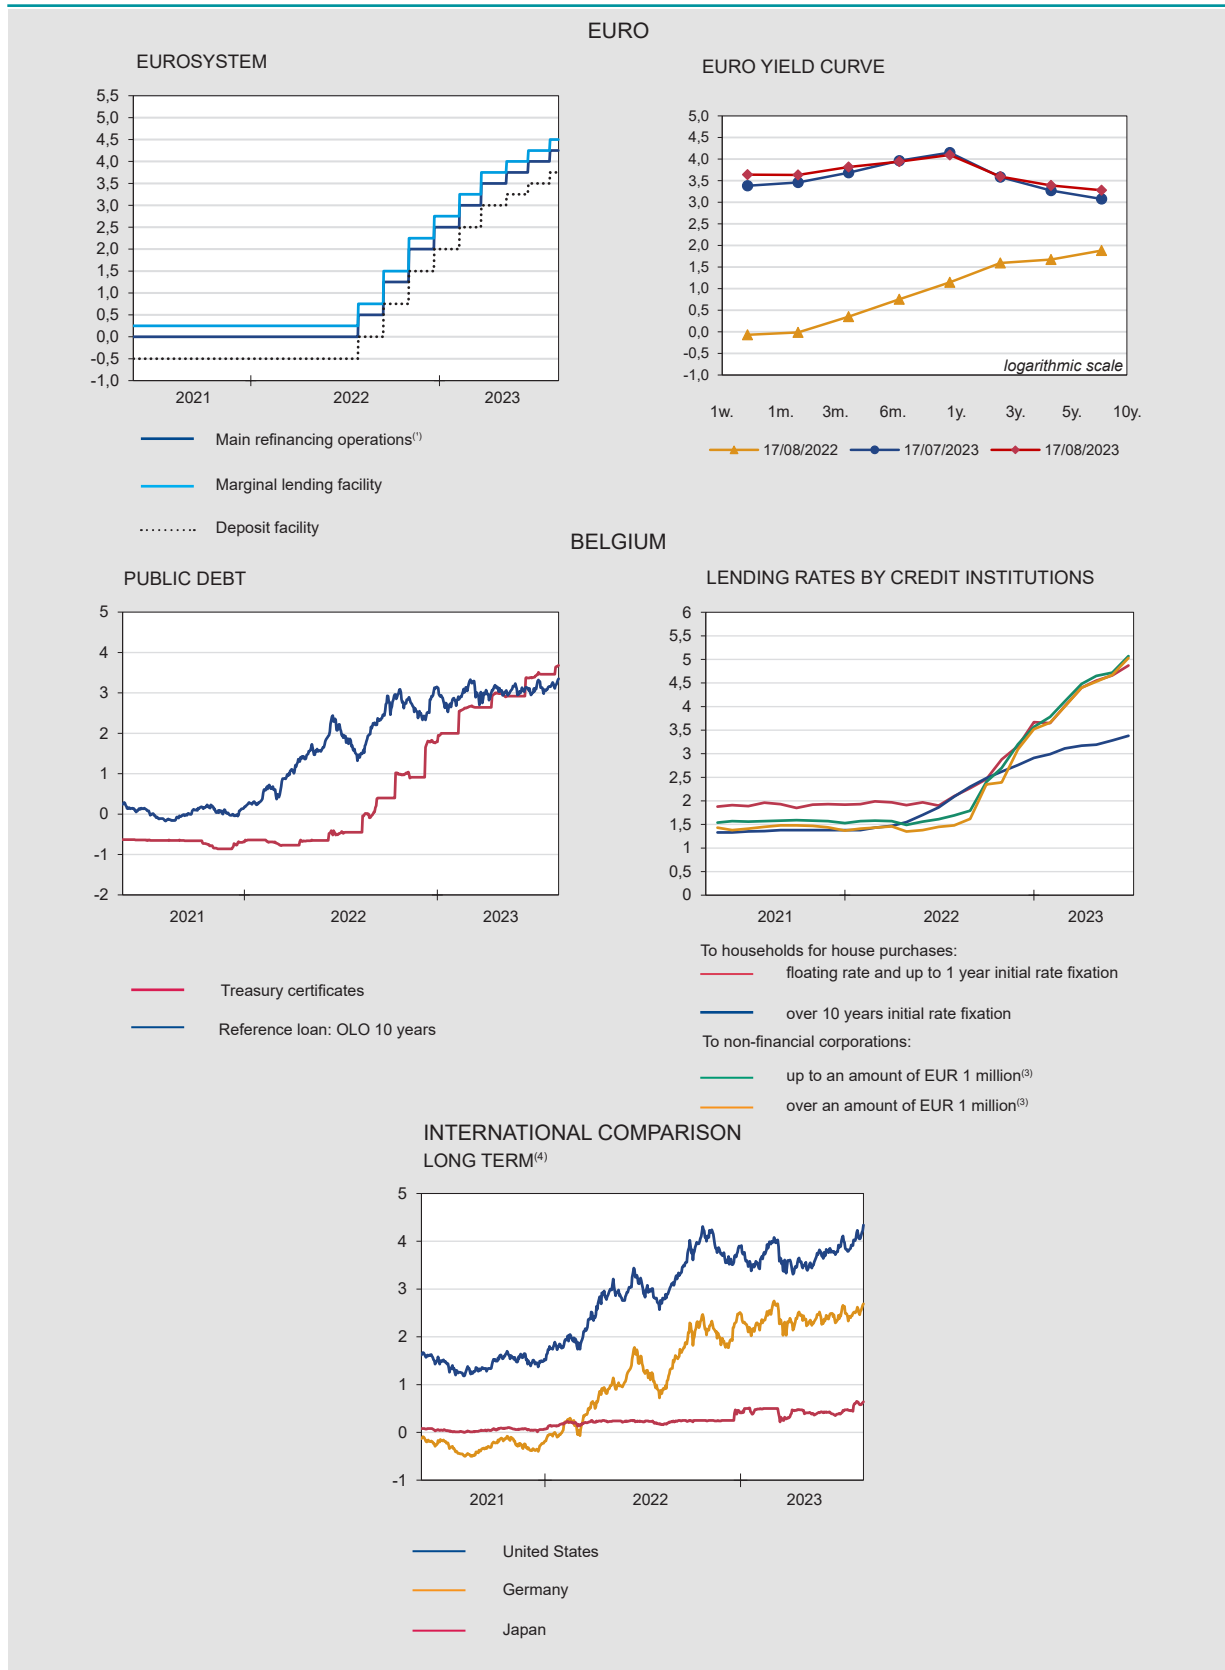 EURO
EUROSYSTEM
5,5
5,0
4,5
4,0
3,5
3,0
2,5
2,0
1,5
1,0
0,5
0,0
-0,5
-1,0
2021 2022 2023
Main refinancing operations(¹)
Marginal lending facility
Deposit facility
EURO YIELD CURVE
5,0
4,5
4,0
3,5
3,0
2,5
2,0
1,5
1,0
0,5
0,0
-0,5
-1,0
logarithmic scale
1w. 1m. 3m. 6m. 1y. 3y. 5y. 10y.
17/08/2022 17/07/2023 17/08/2023
BELGIUM
PUBLIC DEBT
5
4
3
2
1
0
-1
-2
2021 2022 2023
Treasury certificates
Reference loan: OLO 10 years
LENDING RATES BY CREDIT INSTITUTIONS
6
5,5
5
4,5
4
3,5
3
2,5
2
1,5
1
0,5
0
2021 2022 2023
To households for house purchases:
floating rate and up to 1 year initial rate fixation
over 10 years initial rate fixation
To non-financial corporations:
up to an amount of EUR 1 million(3)
over an amount of EUR 1 million(3)
INTERNATIONAL COMPARISON
LONG TERM(4)
5
4
3
2
1
0
-1
2021 2022 2023
United States
Germany
Japan